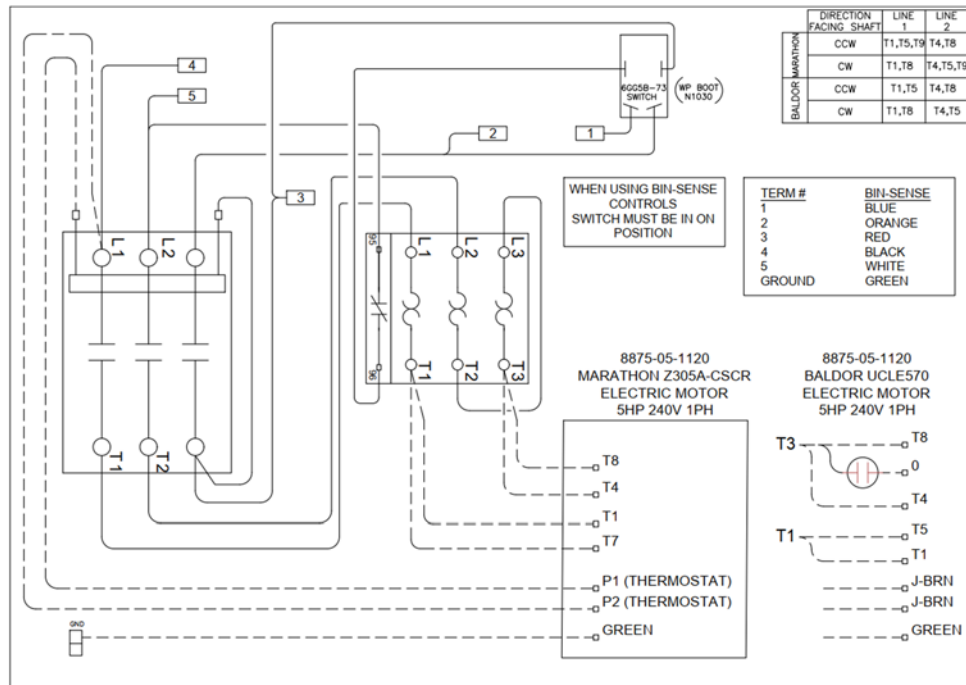 DIRECTION FACING SHAFT LINE 1 LINE 2
MARATHON
CCW T1,T5,T9 T4,T8
CW T1,T8 T4,T5,T9
BALDOR
CCW T1,T5 T4,T8
CW T1,T8 T4,T5
4
5
6GG5B-73
SWITCH
(WP BOOT
N1030)
2
1
3
WHEN USING BIN-SENSE
CONTROLS
SWITCH MUST BE IN ON
POSITION
TERM # BIN-SENSE
1 BLUE
2 ORANGE
3 RED
4 BLACK
5 WHITE
GROUND GREEN
L1 L2
95 L1 L2 L3
96 T1 T2 T3
T1 T2
8875-05-1120
MARATHON Z305A-CSCR
ELECTRIC MOTOR
5HP 240V 1PH
T8
T4
T1
T7
P1 (THERMOSTAT)
P2 (THERMOSTAT)
GREEN
8875-05-1120
BALDOR UCLE570
ELECTRIC MOTOR
5HP 240V 1PH
T3 T8
0
T4
T1 T5
T1
J-BRN
J-BRN
GREEN
GND